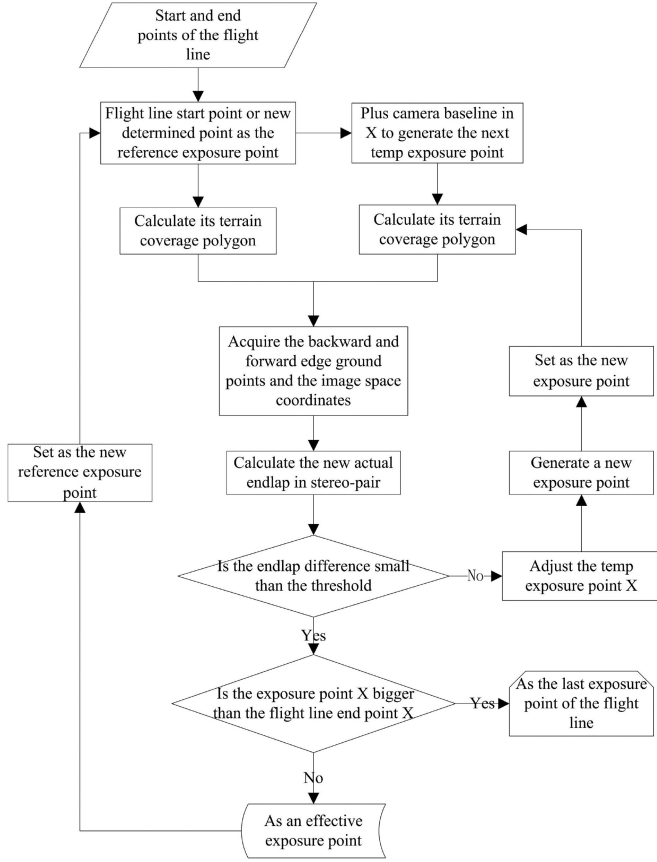 Start and end
points of the flight
line
Flight line start point or new
determined point as the
reference exposure point
Plus camera baseline in
X to generate the next
temp exposure point
Calculate its terrain
coverage polygon
Calculate its terrain
coverage polygon
Acquire the backward and
forward edge ground
points and the image space
coordinates
Set as the new
exposure point
Set as the new
reference exposure
point
Calculate the new actual
endlap in stereo-pair
Generate a new
exposure point
Is the endlap difference small
than the threshold
No
Adjust the temp
exposure point X
Yes
Is the exposure point X bigger
than the flight line end point X
Yes
As the last exposure
point of the flight
line
No
As an effective
exposure point